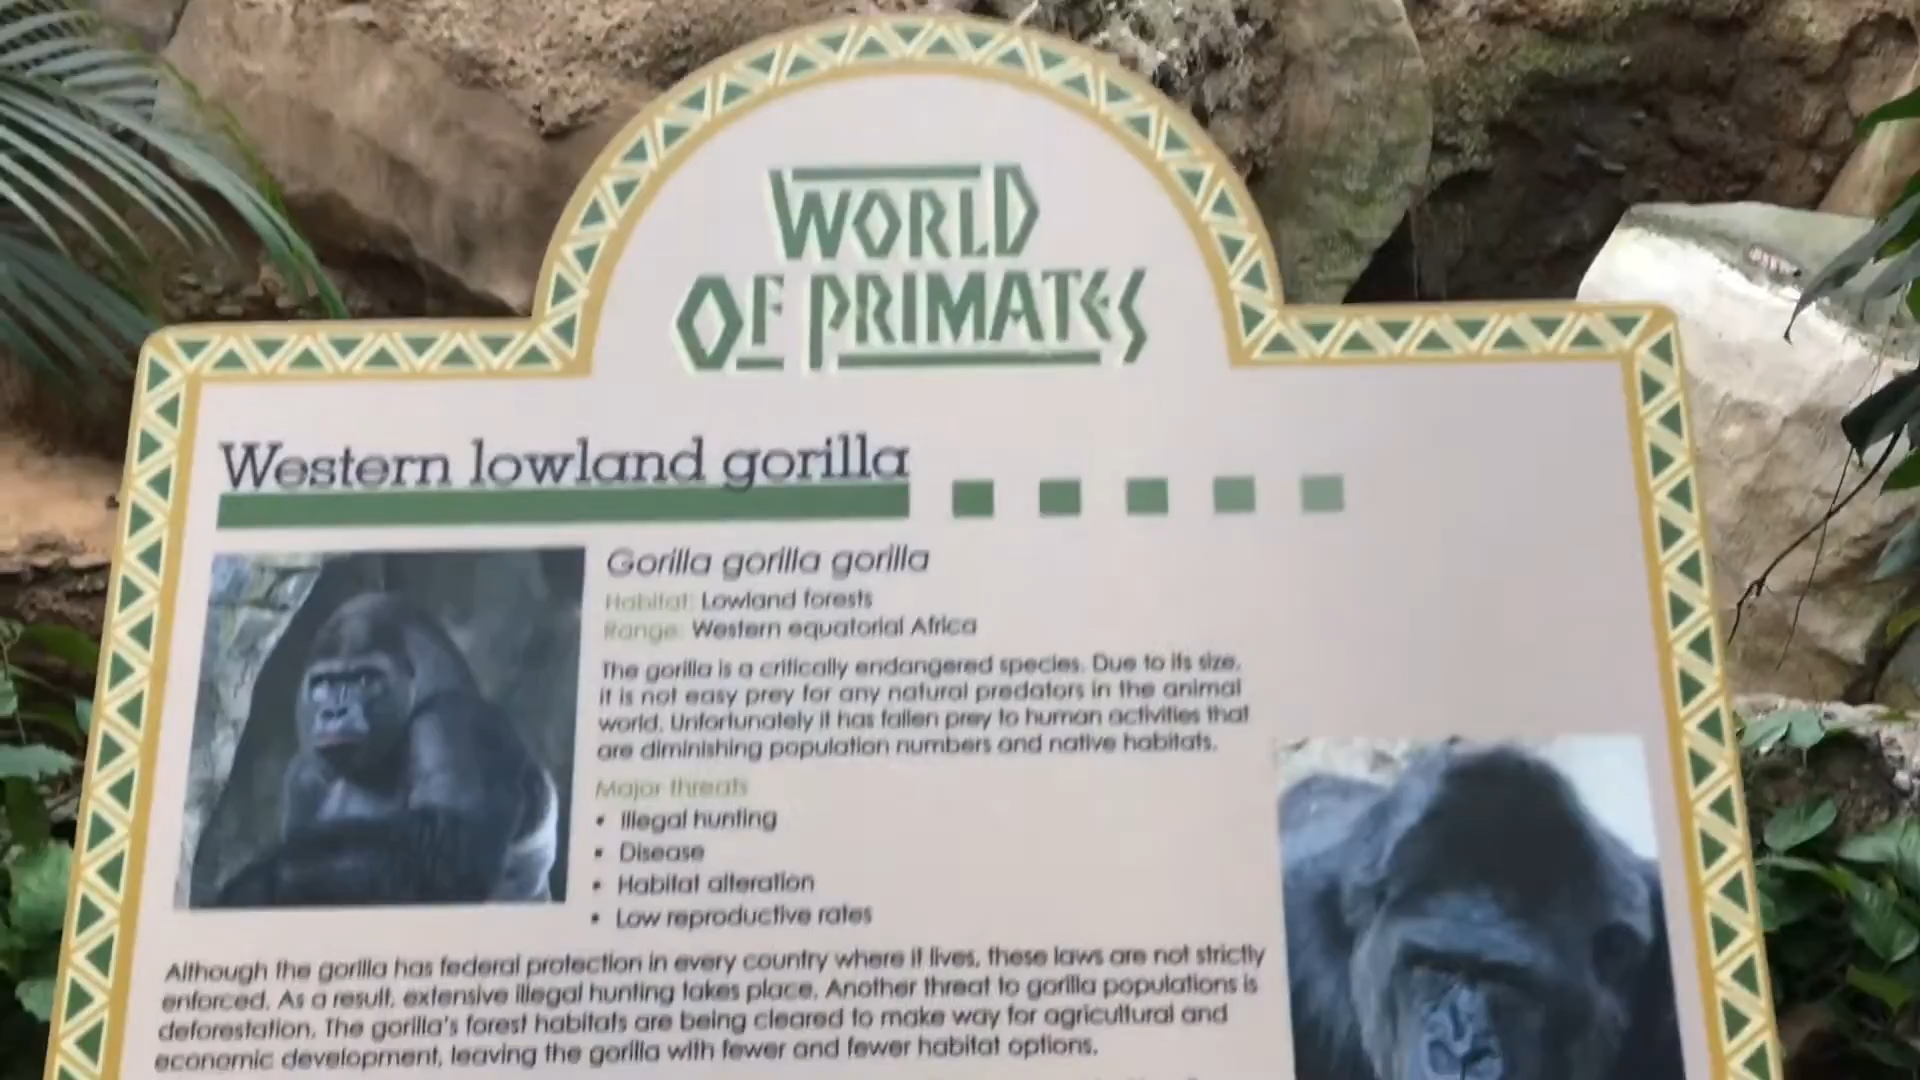 WORLD
OF PRIMATES
Western lowland gorilla
Gorilla gorilla gorilla
Habitat: Lowland forests
Range: Western equatorial Africa
The gorilla is a critically endangered species. Due to its size,
it is not easy prey for any natural predators in the animal
world. Unfortunately it has fallen prey to human activities that
are diminishing population numbers and native habitats.
Major threats
• Illegal hunting
• Disease
• Habitat alteration
• Low reproductive rates
Although the gorilla has federal protection in every country where it lives, these laws are not strictly
enforced. As a result, extensive illegal hunting takes place. Another threat to gorilla populations is
deforestation. The gorilla's forest habitats are being cleared to make way for agricultural and
economic development, leaving the gorilla with fewer and fewer habitat options.